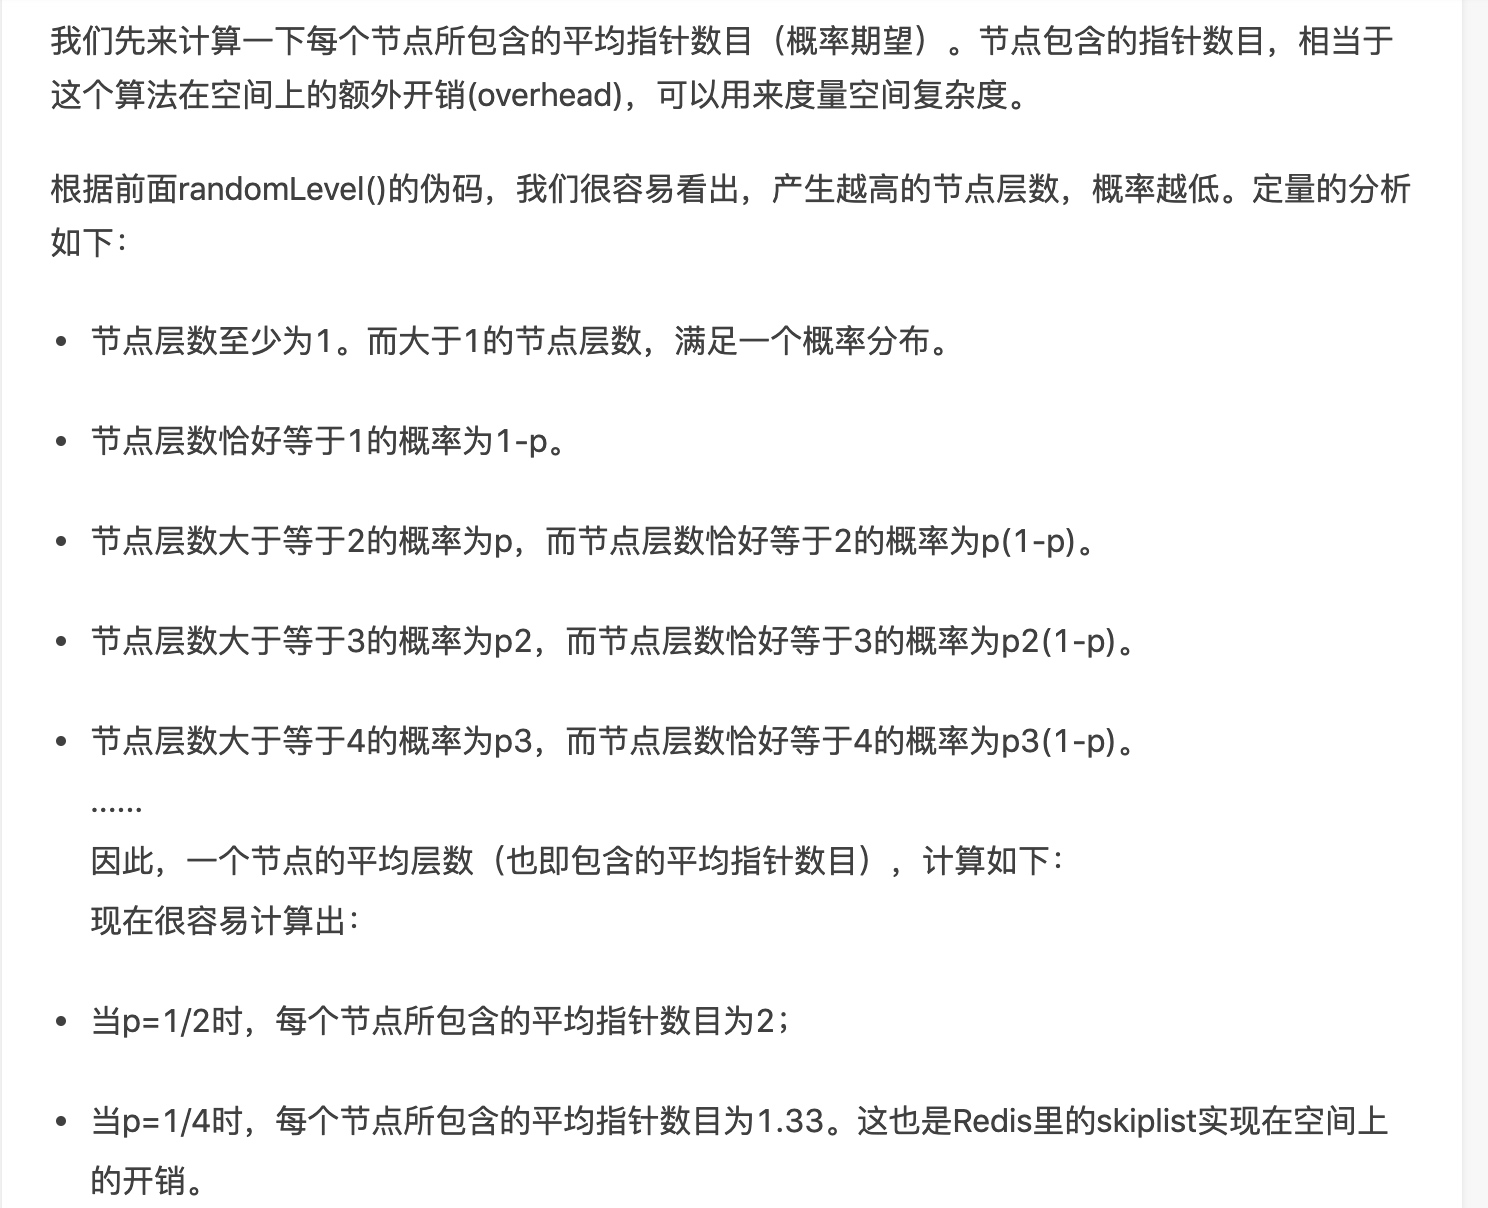 我们先来计算一下每个节点所包含的平均指针数目（概率期望）。节点包含的指针数目，相当于
这个算法在空间上的额外开销(overhead)，可以用来度量空间复杂度。
根据前面randomLevel()的伪码，我们很容易看出，产生越高的节点层数，概率越低。定量的分析
如下：
• 节点层数至少为1。而大于1的节点层数，满足一个概率分布。
• 节点层数恰好等于1的概率为1-p。
• 节点层数大于等于2的概率为p，而节点层数恰好等于2的概率为p(1-p)。
• 节点层数大于等于3的概率为p2，而节点层数恰好等于3的概率为p2(1-p)。
• 节点层数大于等于4的概率为p3，而节点层数恰好等于4的概率为p3(1-p)。
......
因此，一个节点的平均层数（也即包含的平均指针数目），计算如下：
现在很容易计算出：
• 当p=1/2时，每个节点所包含的平均指针数目为2；
• 当p=1/4时，每个节点所包含的平均指针数目为1.33。这也是Redis里的skiplist实现在空间上
的开销。